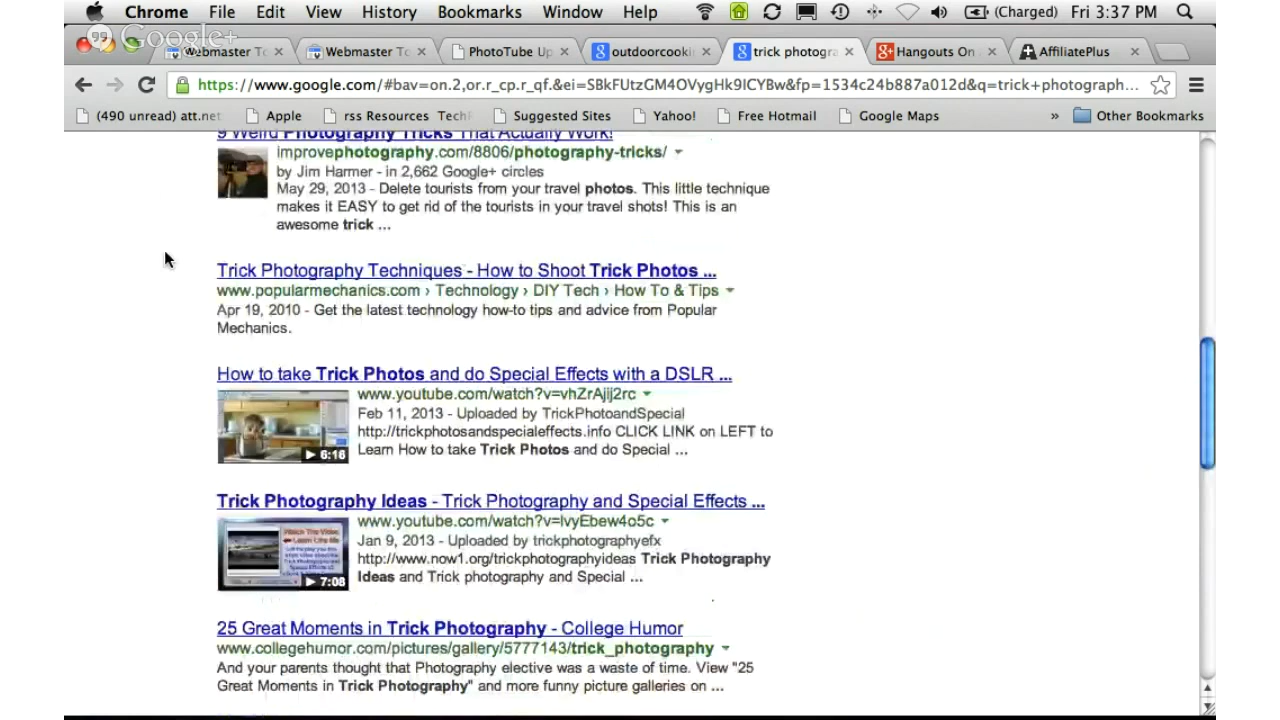 Chrome File Edit View History Bookmarks Window Help (Charged) Fri 3:37 PM
Google+
Webmaster To × Webmaster To × PhotoTube Up × outdoorcooki × trick photogra × Hangouts On × AffiliatePlus ×
https://www.google.com/#bav=on.2,or.r_cp.r_qf.&ei=SBkFUtzGM4OVygHk9ICYBw&fp=1534c24b887a012d&q=trick+photograph...
(490 unread) att.net Apple rss Resources Tech Suggested Sites Yahoo! Free Hotmail Google Maps » Other Bookmarks
9 Weird Photography Tricks That Actually Work!
improvephotography.com/8806/photography-tricks/
by Jim Harmer - in 2,662 Google+ circles
May 29, 2013 - Delete tourists from your travel photos. This little technique
makes it EASY to get rid of the tourists in your travel shots! This is an
awesome trick ...
Trick Photography Techniques - How to Shoot Trick Photos ...
www.popularmechanics.com › Technology › DIY Tech › How To & Tips
Apr 19, 2010 - Get the latest technology how-to tips and advice from Popular
Mechanics.
How to take Trick Photos and do Special Effects with a DSLR ...
www.youtube.com/watch?v=vhZrAjij2rc
Feb 11, 2013 - Uploaded by TrickPhotoandSpecial
http://trickphotosandspecialeffects.info CLICK LINK on LEFT to
Learn How to take Trick Photos and do Special ...
6:16
Trick Photography Ideas - Trick Photography and Special Effects ...
www.youtube.com/watch?v=lvyEbew4o5c
Jan 9, 2013 - Uploaded by trickphotographyefx
http://www.now1.org/trickphotographyideas Trick Photography
Ideas and Trick photography and Special ...
Watch The Video
7:08
25 Great Moments in Trick Photography - College Humor
www.collegehumor.com/pictures/gallery/5777143/trick_photography
And your parents thought that Photography elective was a waste of time. View "25
Great Moments in Trick Photography" and more funny picture galleries on ...